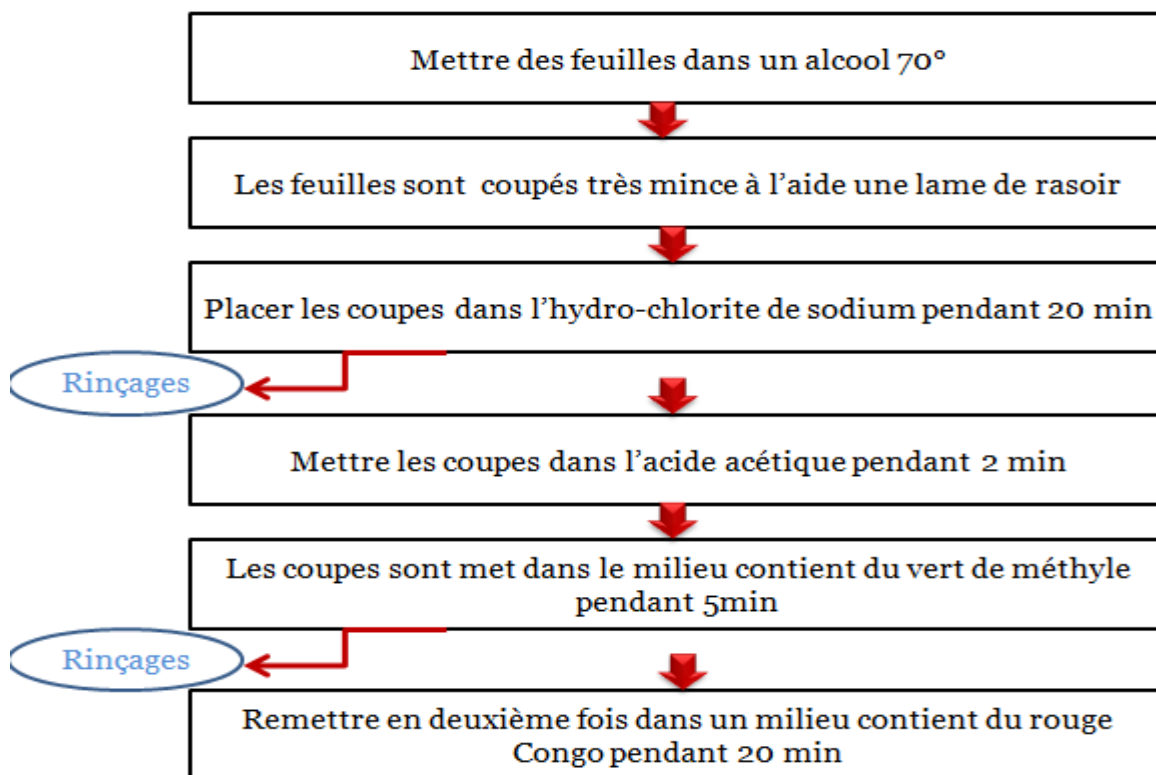 Mettre des feuilles dans un alcool 70°
Les feuilles sont coupés très mince à l'aide une lame de rasoir
Placer les coupes dans l'hydro-chlorite de sodium pendant 20 min
Rinçages
Mettre les coupes dans l'acide acétique pendant 2 min
Les coupes sont met dans le milieu contient du vert de méthyle
pendant 5min
Rinçages
Remettre en deuxième fois dans un milieu contient du rouge
Congo pendant 20 min